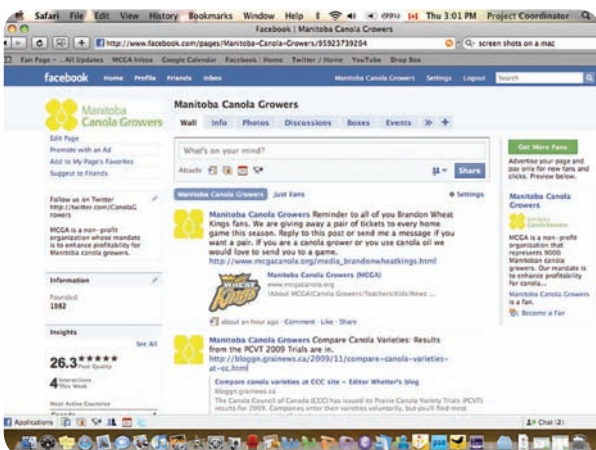 Safari File Edit View History Bookmarks Window Help (99%) Thu 3:01 PM Project Coordinator
Facebook | Manitoba Canola Growers
http://www.facebook.com/pages/Manitoba-Canola-Growers/95923739254
screen shots on a mac
Fan Page – ...All Updates MCGA Inbox Google Calendar Facebook | Home Twitter / Home YouTube Drop Box
facebook Home Profile Friends Inbox Manitoba Canola Growers Settings Logout Search
Manitoba
Canola Growers
Edit Page
Promote with an Ad
Add to My Page's Favorites
Suggest to Friends
Follow us on Twitter
http://twitter.com/CanolaG
rowers
MCGA is a non-profit
organization whose mandate
is to enhance profitability for
Manitoba canola growers.
Information
Founded:
1982
Insights
See All
26.3 Post Quality
4 Interactions
This Week
Most Active Countries
Manitoba Canola Growers
Wall Info Photos Discussions Boxes Events » +
What's on your mind?
Attach:
Share
Manitoba Canola Growers Just Fans Settings
Manitoba Canola Growers Reminder to all of you Brandon Wheat
Kings fans. We are giving away a pair of tickets to every home
game this season. Reply to this post or send me a message if you
want a pair. If you are a canola grower or you use canola oil we
would love to send you to a game.
http://www.mcgacanola.org/media_brandonwheatkings.html
WHEAT
Kings
Manitoba Canola Growers (MCGA)
www.mcgacanola.org
|About MCGA|Canola Growers|Teachers|Kids|News ...
about an hour ago · Comment · Like · Share
Manitoba Canola Growers Compare Canola Varieties: Results
from the PCVT 2009 Trials are in.
http://bloggn.grainews.ca/2009/11/compare-canola-varieties-
at-cc.html
Compare canola varieties at CCC site – Editor Whetter's blog
bloggn.grainews.ca
The Canola Council of Canada (CCC) has issued its Prairie Canola Variety Trials (PCVT)
results for 2009. Companies enter their varieties voluntarily, but you'll find most
Get More Fans
Advertise your page and
pay only for new fans and
clicks. Preview below.
Manitoba Canola
Growers
MCGA is a non-profit
organization that
represents 9000
Manitoban canola
growers. Our mandate is
to enhance profitability
for canola...
Manitoba Canola Growers
is a fan.
Become a Fan
Applications
Chat (2)